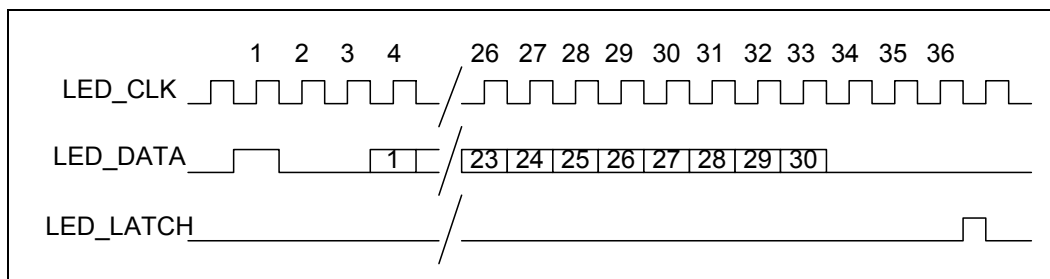 1 2 3 4 26 27 28 29 30 31 32 33 34 35 36
LED_CLK
LED_DATA 1 23 24 25 26 27 28 29 30
LED_LATCH